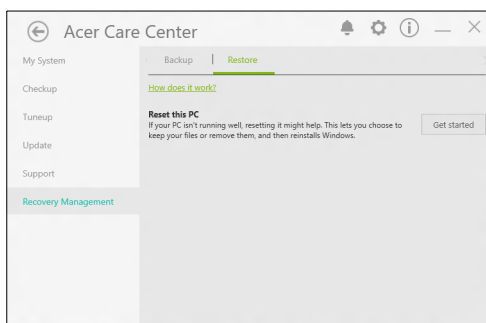 Acer Care Center
My System
Backup
Restore
Checkup
How does it work?
Tuneup
Reset this PC
If your PC isn't running well, resetting it might help. This lets you choose to
keep your files or remove them, and then reinstalls Windows.
Get started
Update
Support
Recovery Management